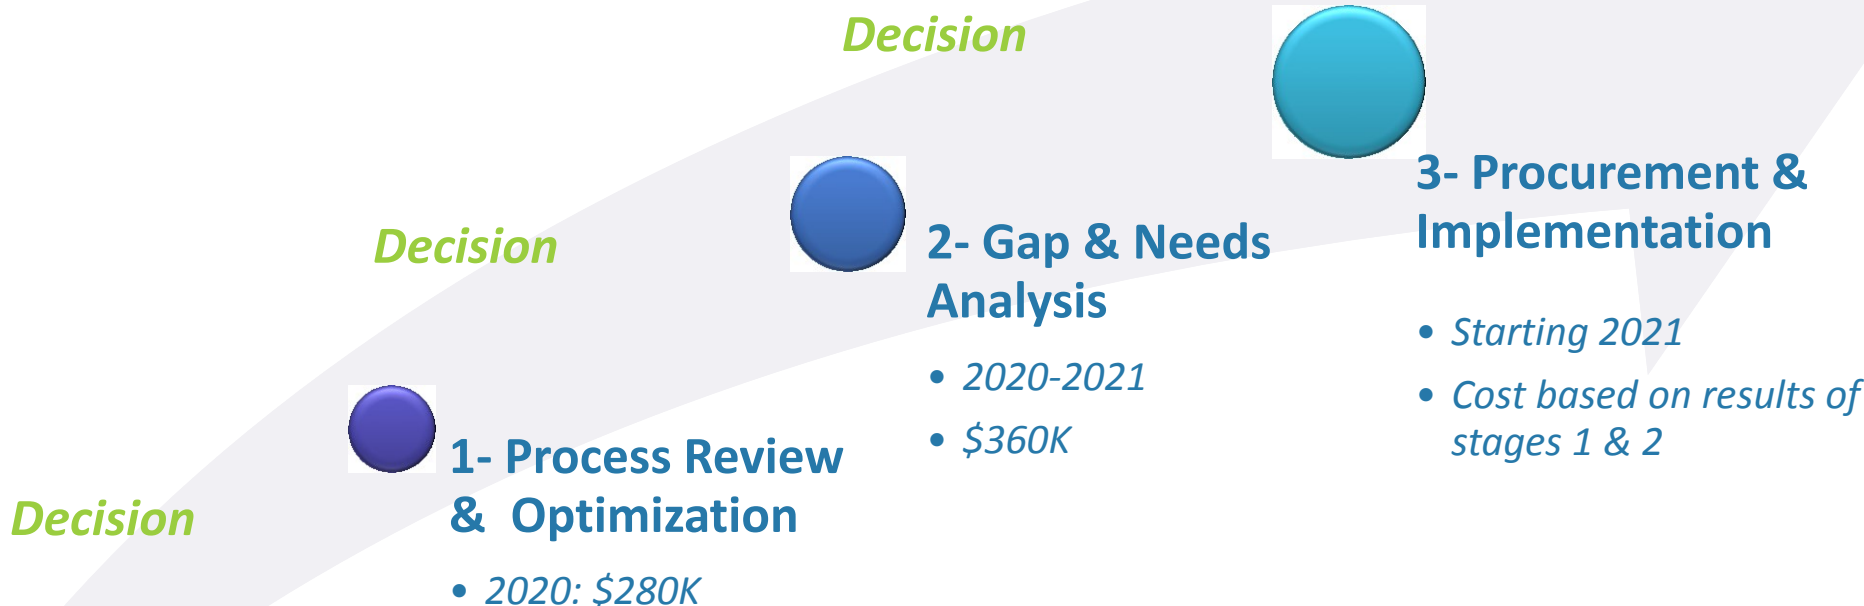 Decision
1- Process Review
& Optimization
• 2020: $280K
Decision
2- Gap & Needs
Analysis
• 2020-2021
• $360K
Decision
3- Procurement &
Implementation
• Starting 2021
• Cost based on results of
stages 1 & 2